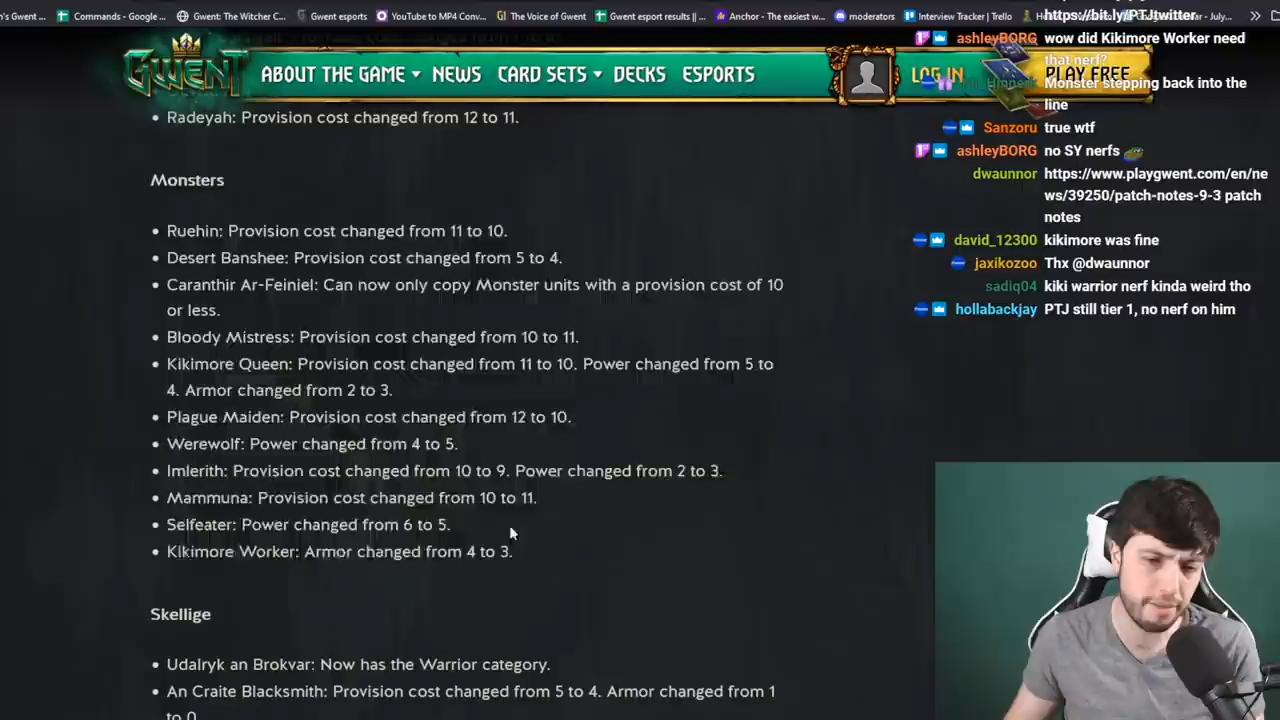 n's Gwent ...
Commands - Google ...
Gwent: The Witcher C...
Gwent esports
YouTube to MP4 Conv...
The Voice of Gwent
Gwent esport results || ...
Anchor - The easiest w...
moderators
Interview Tracker | Trello
- July...
https://bit.ly/PTJtwitter
GWENT
ABOUT THE GAME
NEWS
CARD SETS
DECKS
ESPORTS
LOG IN
PLAY FREE
ashleyBORG wow did Kikimore Worker need
that nerf?
Monster stepping back into the
line
Sanzoru true wtf
ashleyBORG no SY nerfs
dwaunnor https://www.playgwent.com/en/ne
ws/39250/patch-notes-9-3 patch
notes
david_12300 kikimore was fine
jaxikozoo Thx @dwaunnor
sadiq04 kiki warrior nerf kinda weird tho
hollabackjay PTJ still tier 1, no nerf on him
• Radeyah: Provision cost changed from 12 to 11.
Monsters
• Ruehin: Provision cost changed from 11 to 10.
• Desert Banshee: Provision cost changed from 5 to 4.
• Caranthir Ar-Feiniel: Can now only copy Monster units with a provision cost of 10
or less.
• Bloody Mistress: Provision cost changed from 10 to 11.
• Kikimore Queen: Provision cost changed from 11 to 10. Power changed from 5 to
4. Armor changed from 2 to 3.
• Plague Maiden: Provision cost changed from 12 to 10.
• Werewolf: Power changed from 4 to 5.
• Imlerith: Provision cost changed from 10 to 9. Power changed from 2 to 3.
• Mammuna: Provision cost changed from 10 to 11.
• Selfeater: Power changed from 6 to 5.
• Kikimore Worker: Armor changed from 4 to 3.
Skellige
• Udalryk an Brokvar: Now has the Warrior category.
• An Craite Blacksmith: Provision cost changed from 5 to 4. Armor changed from 1
to 0.